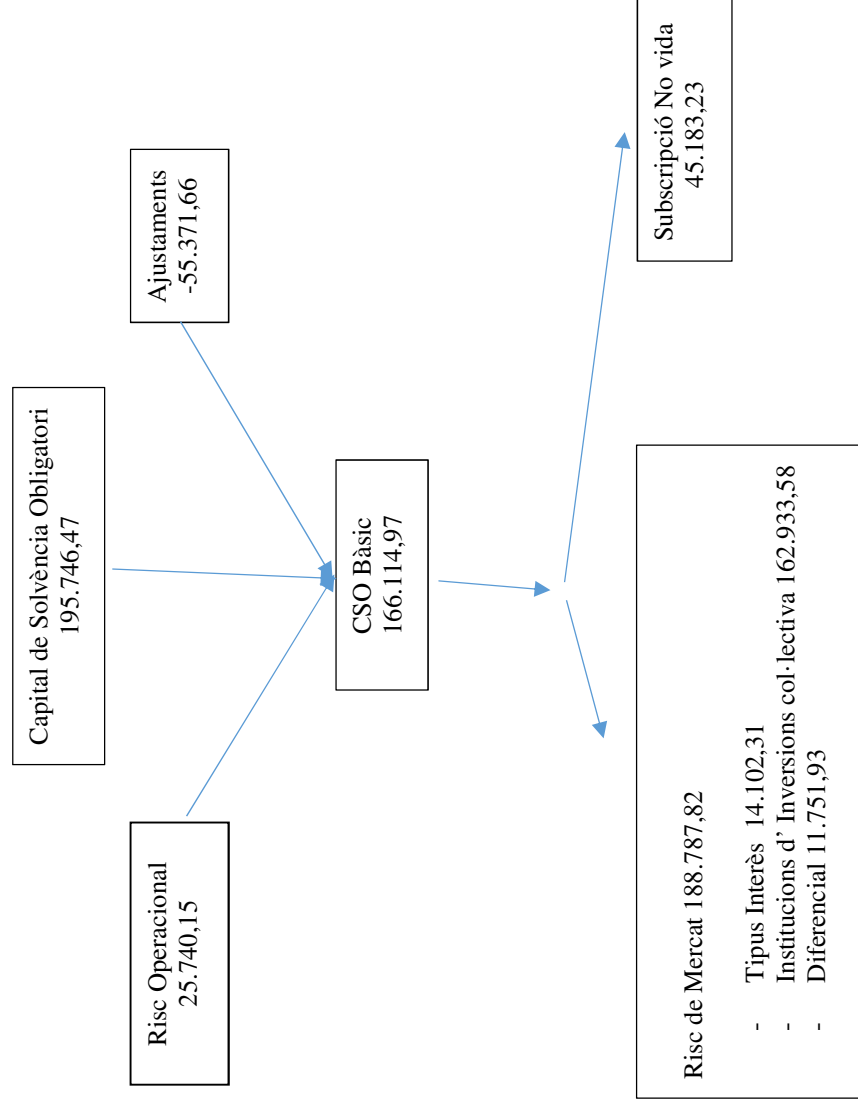 Capital de Solvència Obligatori
195.746,47
Risc Operacional
25.740,15
Ajustaments
-55.371,66
CSO Bàsic
166.114,97
Risc de Mercat 188.787,82
- Tipus Interès 14.102,31
- Institucions d’ Inversions col·lectiva 162.933,58
- Diferencial 11.751,93
Subscripció No vida
45.183,23